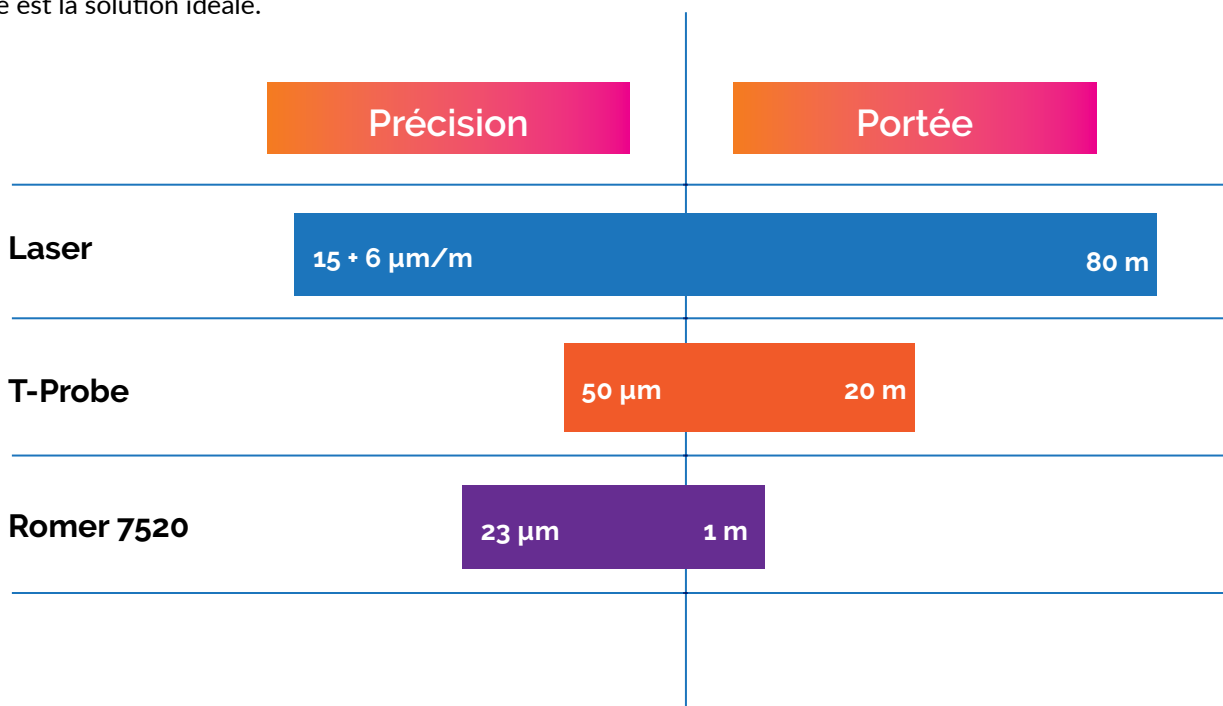 e est la solution idéale.
Précision Portée
Laser 15 + 6 µm/m 80 m
T-Probe 50 µm 20 m
Romer 7520 23 µm 1 m